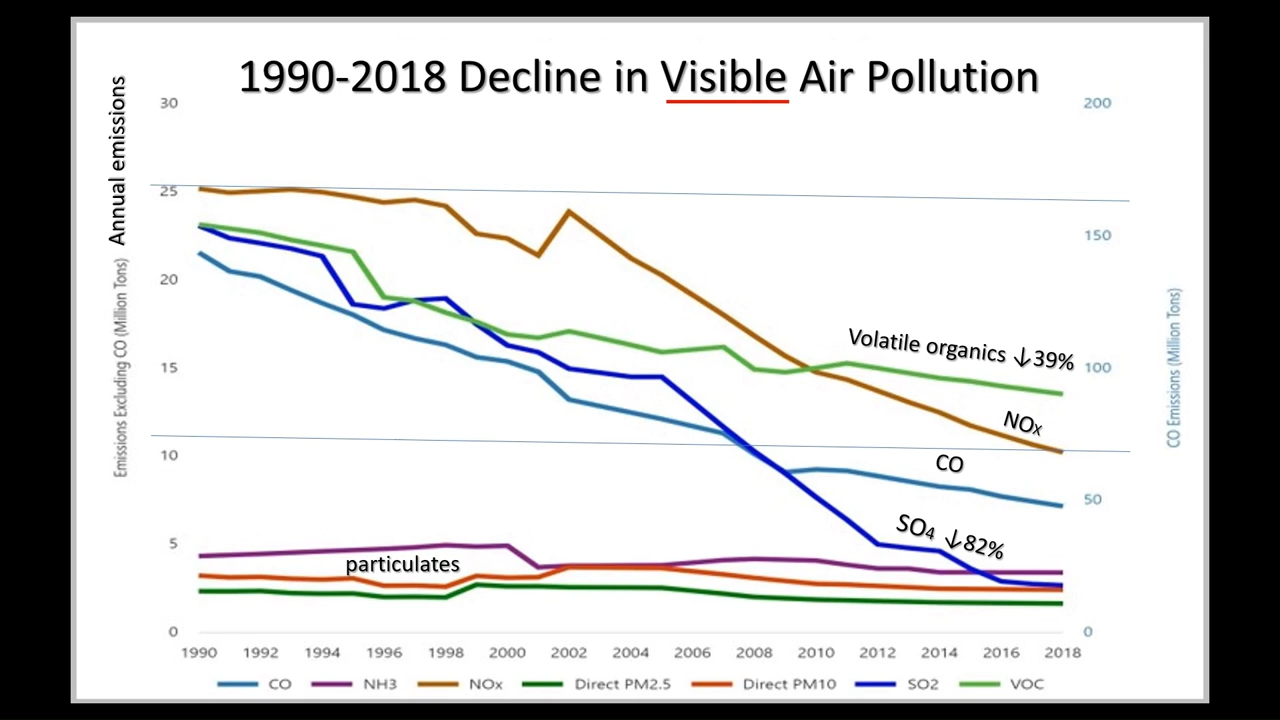 1990-2018 Decline in Visible Air Pollution
Annual emissions
Emissions Excluding CO (Million Tons)
30
25
20
15
10
5
0
200
150
100
50
0
CO Emissions (Million Tons)
Volatile organics ↓39%
NOx
CO
SO4 ↓82%
particulates
1990 1992 1994 1996 1998 2000 2002 2004 2006 2008 2010 2012 2014 2016 2018
CO NH3 NOx Direct PM2.5 Direct PM10 SO2 VOC